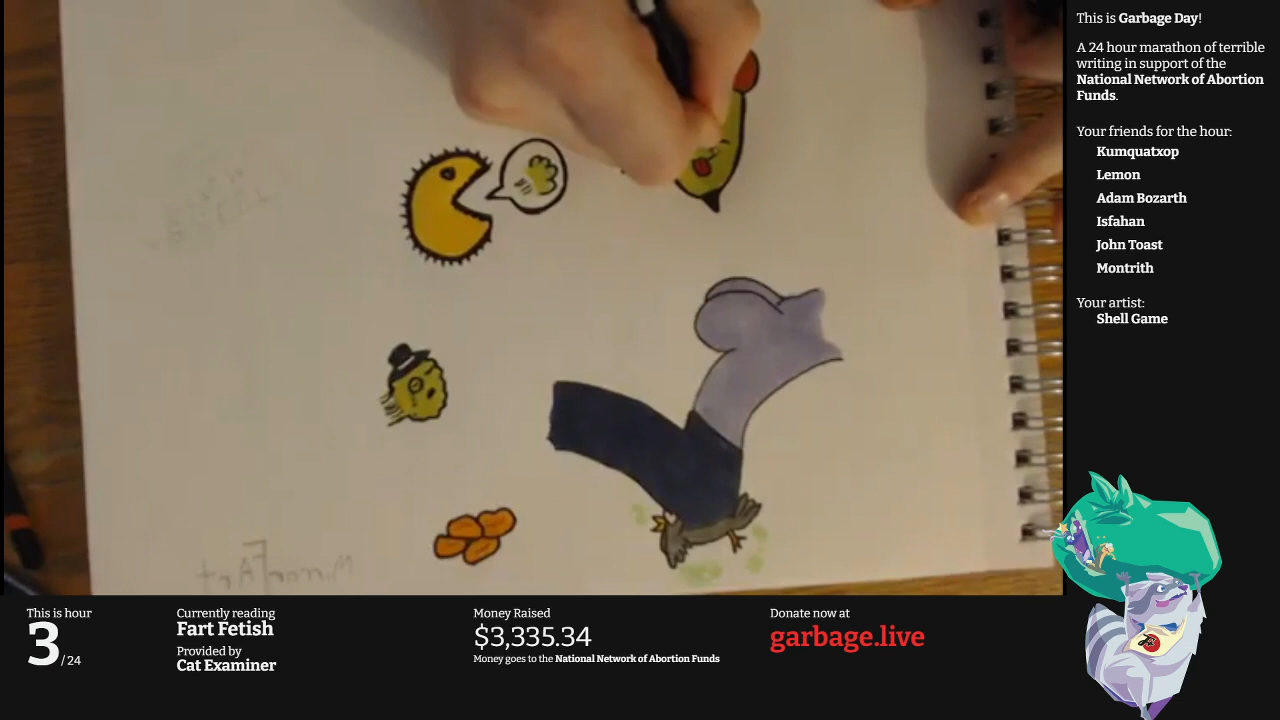 This is Garbage Day!
A 24 hour marathon of terrible
writing in support of the
National Network of Abortion
Funds.
Your friends for the hour:
Kumquatxop
Lemon
Adam Bozarth
Isfahan
John Toast
Montrith
Your artist:
Shell Game
This is hour
3/24
Currently reading
Fart Fetish
Provided by
Cat Examiner
Money Raised
$3,335.34
Money goes to the National Network of Abortion Funds
Donate now at
garbage.live